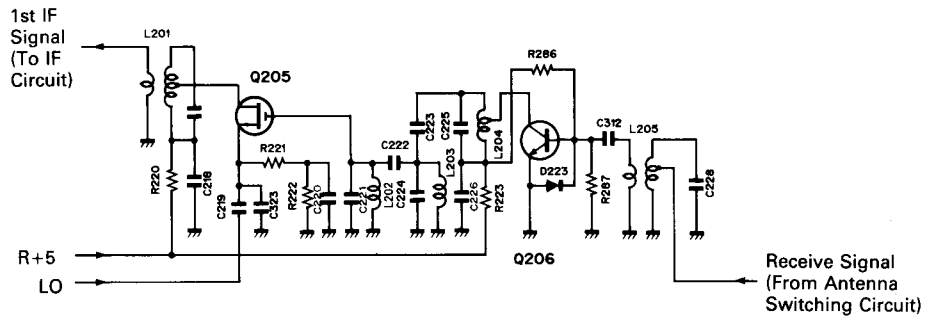 1st IF
Signal
(To IF
Circuit)
L201
Q205
R286
C223
C225
L204
C312
L205
R221
C222
L203
D223
R220
C218
C219
C323
R222
C220
C221
L202
C224
C226
R223
R287
C228
Q206
R+5
LO
Receive Signal
(From Antenna
Switching Circuit)